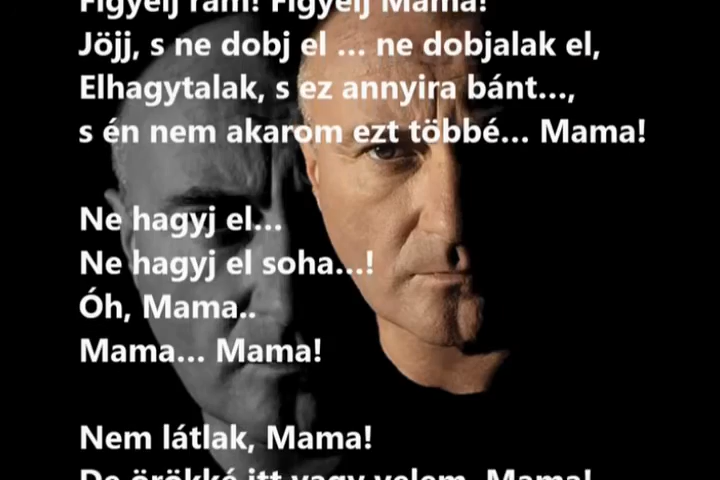 Figyelj rám! Figyelj Mama!
Jöjj, s ne dobj el ... ne dobjalak el,
Elhagytalak, s ez annyira bánt...,
s én nem akarom ezt többé... Mama!
Ne hagyj el...
Ne hagyj el soha...!
Óh, Mama..
Mama... Mama!
Nem látlak, Mama!
De örökké itt vagy velem, Mama!